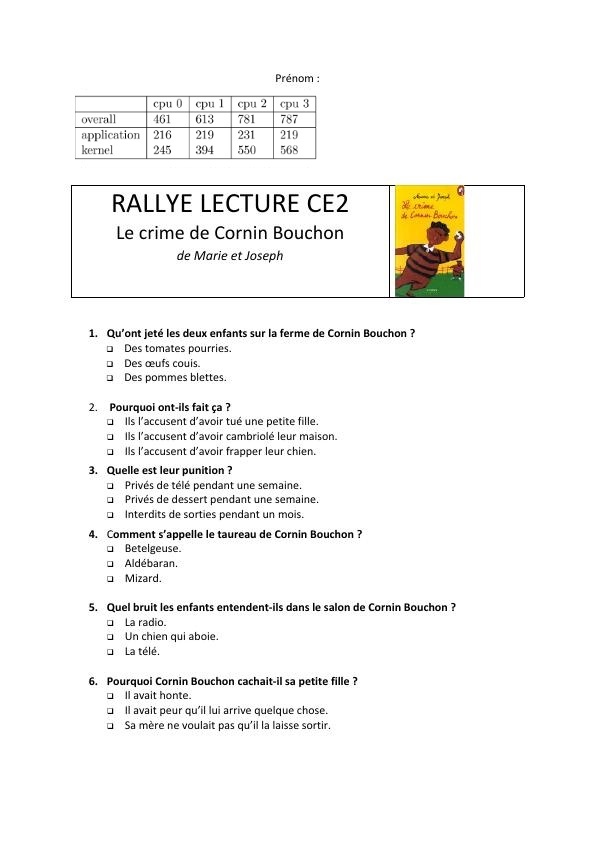 Prénom :
cpu 0 cpu 1 cpu 2 cpu 3
overall 461 613 781 787
application 216 219 231 219
kernel 245 394 550 568
RALLYE LECTURE CE2
Le crime de Cornin Bouchon
de Marie et Joseph
Marie et Joseph
Le crime
de Cornin Bouchon
1. Qu’ont jeté les deux enfants sur la ferme de Cornin Bouchon ?
❑ Des tomates pourries.
❑ Des œufs couis.
❑ Des pommes blettes.
2. Pourquoi ont-ils fait ça ?
❑ Ils l’accusent d’avoir tué une petite fille.
❑ Ils l’accusent d’avoir cambriolé leur maison.
❑ Ils l’accusent d’avoir frapper leur chien.
3. Quelle est leur punition ?
❑ Privés de télé pendant une semaine.
❑ Privés de dessert pendant une semaine.
❑ Interdits de sorties pendant un mois.
4. Comment s’appelle le taureau de Cornin Bouchon ?
❑ Betelgeuse.
❑ Aldébaran.
❑ Mizard.
5. Quel bruit les enfants entendent-ils dans le salon de Cornin Bouchon ?
❑ La radio.
❑ Un chien qui aboie.
❑ La télé.
6. Pourquoi Cornin Bouchon cachait-il sa petite fille ?
❑ Il avait honte.
❑ Il avait peur qu’il lui arrive quelque chose.
❑ Sa mère ne voulait pas qu’il la laisse sortir.